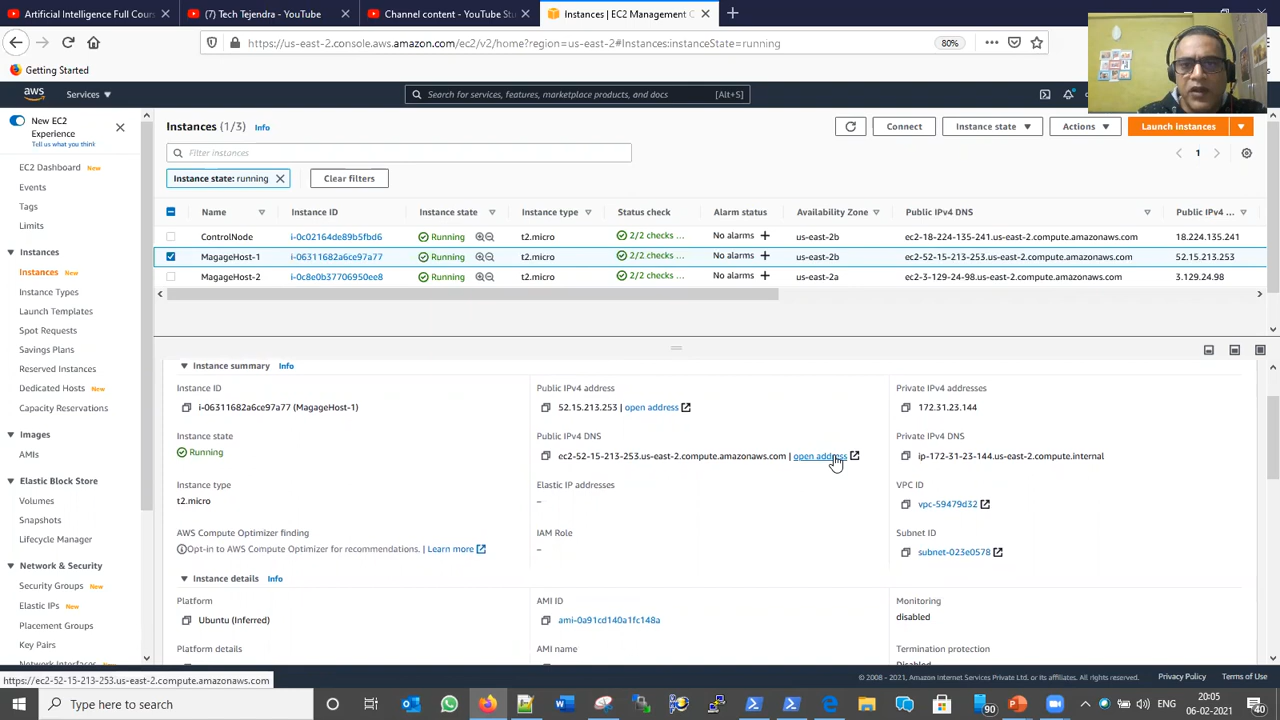 Artificial Intelligence Full Cou
(7) Tech Tejendra - YouTube
Channel content - YouTube S
Instances | EC2 Management C
https://us-east-2.console.aws.amazon.com/ec2/v2/home?region=us-east-2#Instances:instanceState=running
80%
Getting Started
aws
Services
Search for services, features, marketplace products, and docs
[Alt+S]
New EC2
Experience
Tell us what you think
EC2 Dashboard New
Events
Tags
Limits
Instances
Instances New
Instance Types
Launch Templates
Spot Requests
Savings Plans
Reserved Instances
Dedicated Hosts New
Capacity Reservations
Images
AMIs
Elastic Block Store
Volumes
Snapshots
Lifecycle Manager
Network & Security
Security Groups New
Elastic IPs New
Placement Groups
Key Pairs
Network Interfaces New
Instances (1/3) Info
Connect
Instance state
Actions
Launch instances
Filter instances
1
Instance state: running
Clear filters
Name Instance ID Instance state Instance type Status check Alarm status Availability Zone Public IPv4 DNS Public IPv4 ...
ControlNode i-0c02164de89b5fbd6 Running t2.micro 2/2 checks ... No alarms + us-east-2b ec2-18-224-135-241.us-east-2.compute.amazonaws.com 18.224.135.241
MagageHost-1 i-06311682a6ce97a77 Running t2.micro 2/2 checks ... No alarms + us-east-2b ec2-52-15-213-253.us-east-2.compute.amazonaws.com 52.15.213.253
MagageHost-2 i-0c8e0b37706950ee8 Running t2.micro 2/2 checks ... No alarms + us-east-2a ec2-3-129-24-98.us-east-2.compute.amazonaws.com 3.129.24.98
Instance summary Info
Instance ID
i-06311682a6ce97a77 (MagageHost-1)
Public IPv4 address
52.15.213.253 | open address
Private IPv4 addresses
172.31.23.144
Instance state
Running
Public IPv4 DNS
ec2-52-15-213-253.us-east-2.compute.amazonaws.com | open address
Private IPv4 DNS
ip-172-31-23-144.us-east-2.compute.internal
Instance type
t2.micro
Elastic IP addresses
–
VPC ID
vpc-59479d32
AWS Compute Optimizer finding
Opt-in to AWS Compute Optimizer for recommendations. | Learn more
IAM Role
–
Subnet ID
subnet-023e0578
Instance details Info
Platform
Ubuntu (Inferred)
AMI ID
ami-0a91cd140a1fc148a
Monitoring
disabled
Platform details
AMI name
Termination protection
Disabled
https://ec2-52-15-213-253.us-east-2.compute.amazonaws.com
© 2008 - 2021, Amazon Internet Services Private Ltd. or its affiliates. All rights reserved.
Privacy Policy
Terms of Use
Type here to search
90
20:05
06-02-2021